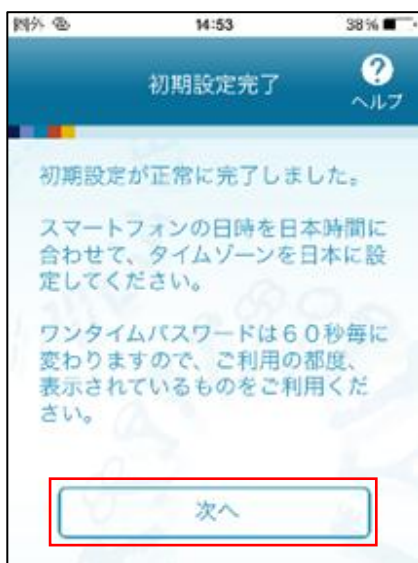 圏外 14:53 38%
初期設定完了
ヘルプ
初期設定が正常に完了しました。
スマートフォンの日時を日本時間に
合わせて、タイムゾーンを日本に設
定してください。
ワンタイムパスワードは60秒毎に
変わりますので、ご利用の都度、
表示されているものをご利用くだ
さい。
次へ